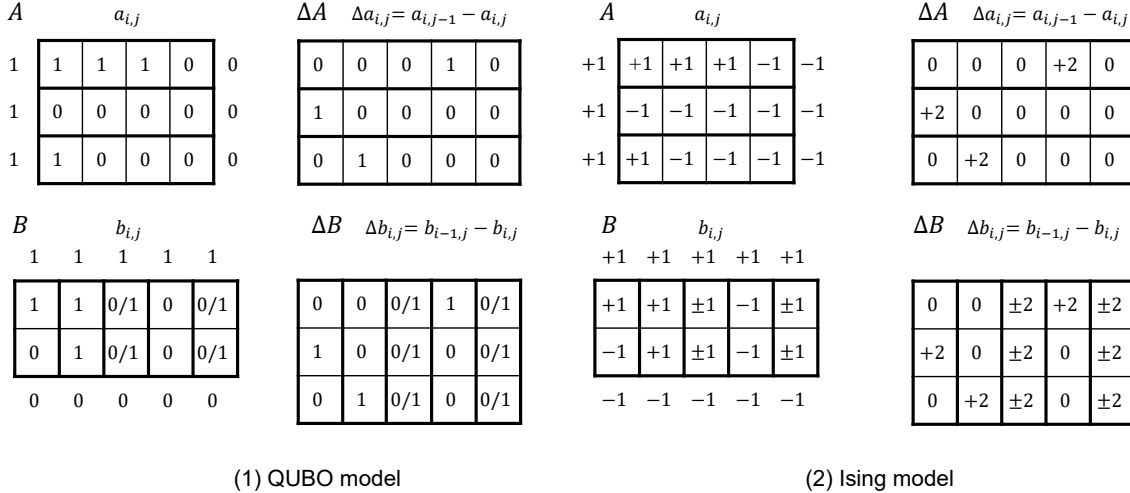 A a_{i,j} ΔA Δa_{i,j}= a_{i,j−1} − a_{i,j} A a_{i,j} ΔA Δa_{i,j}= a_{i,j−1} − a_{i,j}
1 1 1 1 0 0 0 0 0 1 0 +1 +1 +1 +1 −1 −1 0 0 0 +2 0
1 0 0 0 0 0 1 0 0 0 0 +1 −1 −1 −1 −1 −1 +2 0 0 0 0
1 1 0 0 0 0 0 1 0 0 0 +1 +1 −1 −1 −1 −1 0 +2 0 0 0
B b_{i,j} ΔB Δb_{i,j}= b_{i−1,j} − b_{i,j} B b_{i,j} ΔB Δb_{i,j}= b_{i−1,j} − b_{i,j}
1 1 1 1 1 +1 +1 +1 +1 +1
1 1 0/1 0 0/1 0 0 0/1 1 0/1 +1 +1 ±1 −1 ±1 0 0 ±2 +2 ±2
0 1 0/1 0 0/1 1 0 0/1 0 0/1 −1 +1 ±1 −1 ±1 +2 0 ±2 0 ±2
0 0 0 0 0 0 1 0/1 0 0/1 −1 −1 −1 −1 −1 0 +2 ±2 0 ±2
(1) QUBO model (2) Ising model